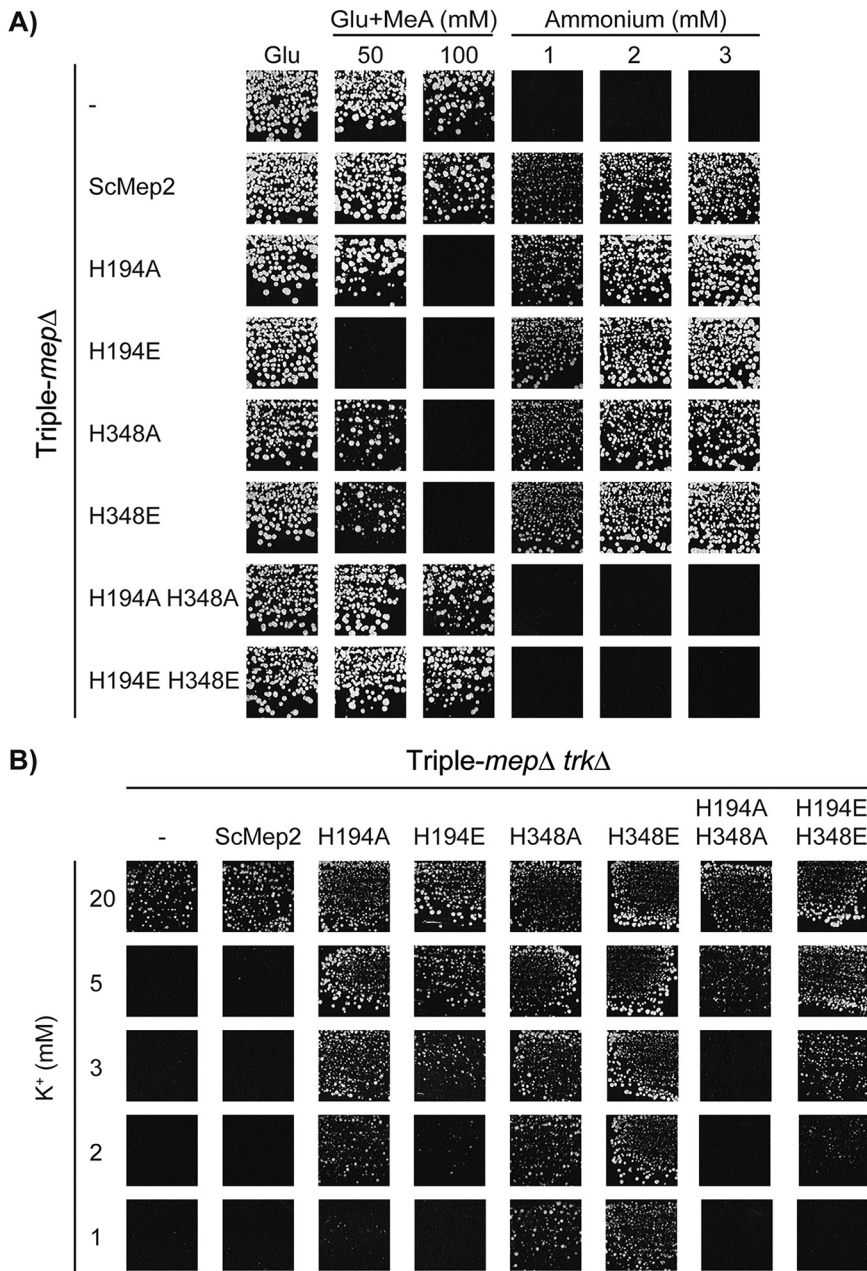 A)
Glu+MeA (mM) Ammonium (mM)
Glu 50 100 1 2 3
Triple-mepΔ
-
ScMep2
H194A
H194E
H348A
H348E
H194A H348A
H194E H348E
B)
Triple-mepΔ trkΔ
- ScMep2 H194A H194E H348A H348E H194A H348A H194E H348E
K⁺ (mM)
20
5
3
2
1